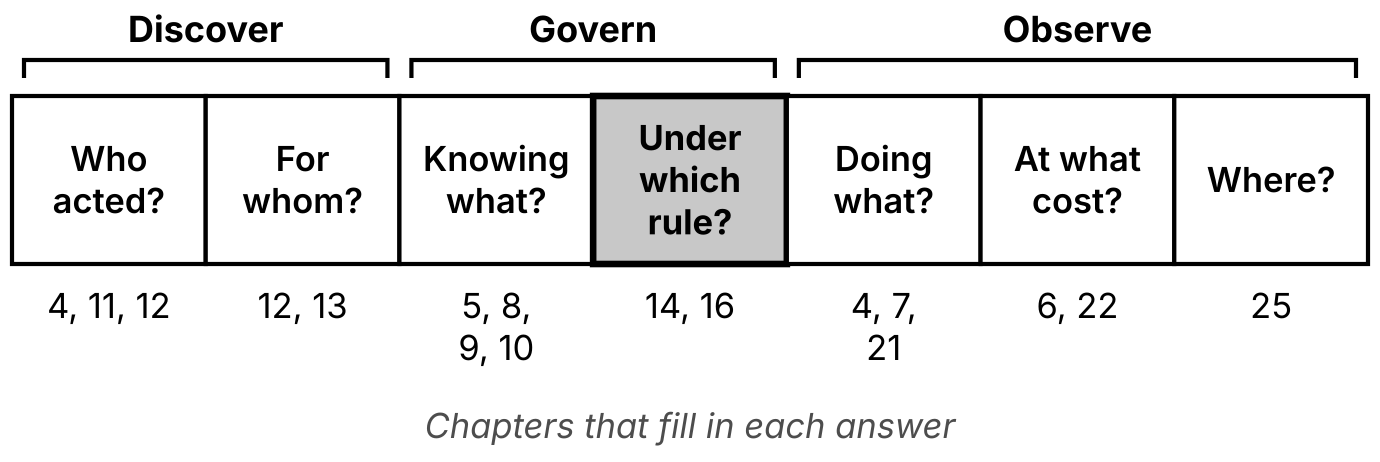 Discover
Govern
Observe
Who
acted?
For
whom?
Knowing
what?
Under
which
rule?
Doing
what?
At what
cost?
Where?
4, 11, 12
12, 13
5, 8,
9, 10
14, 16
4, 7,
21
6, 22
25
Chapters that fill in each answer